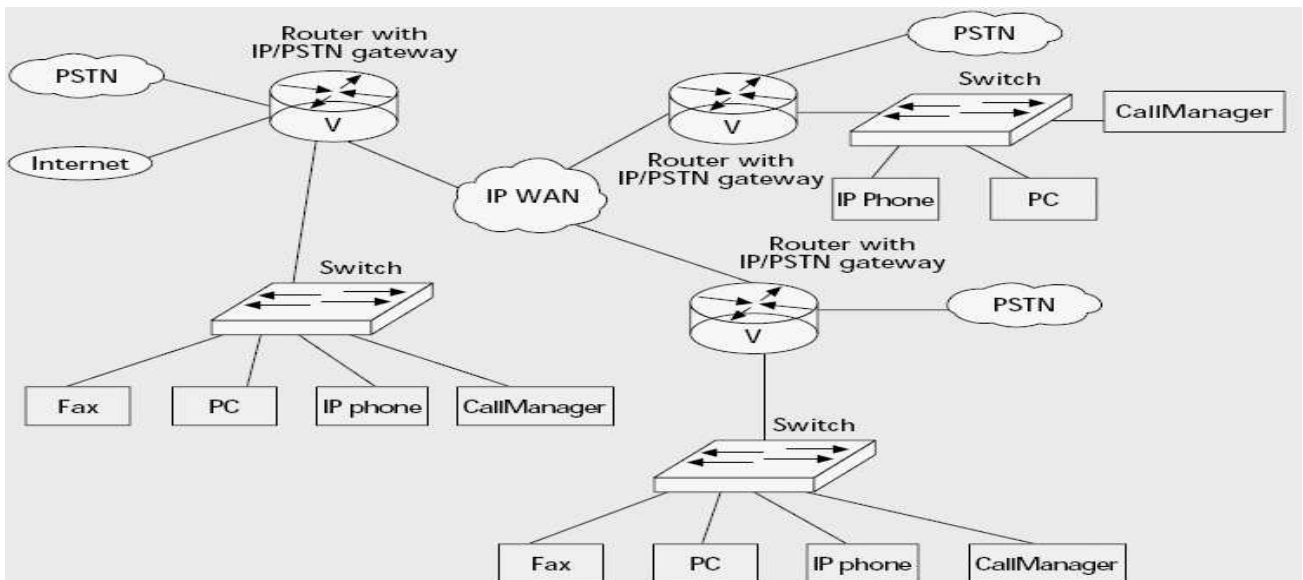 Router with
IP/PSTN gateway
PSTN
V
Internet
PSTN
V
Router with
IP/PSTN gateway
Switch
CallManager
IP Phone
PC
IP WAN
Switch
Fax
PC
IP phone
CallManager
Router with
IP/PSTN gateway
V
PSTN
Switch
Fax
PC
IP phone
CallManager